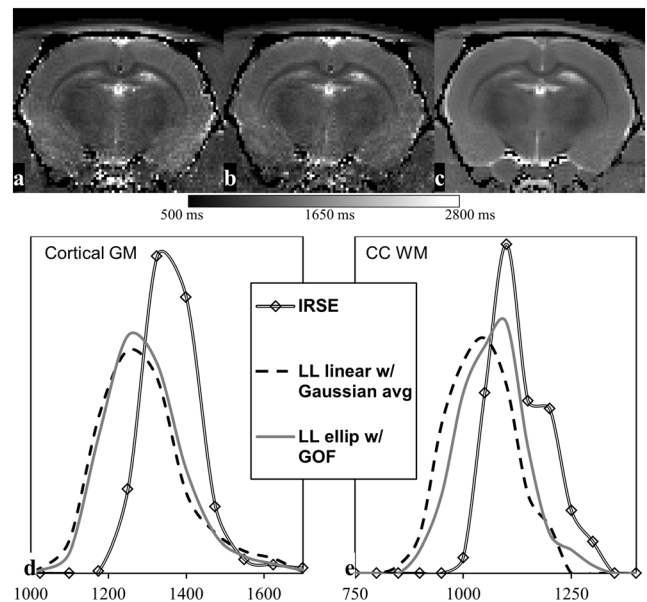 a
b
c
500 ms
1650 ms
2800 ms
Cortical GM
CC WM
IRSE
LL linear w/
Gaussian avg
LL ellip w/
GOF
d
e
1000
1200
1400
1600
750
1000
1250